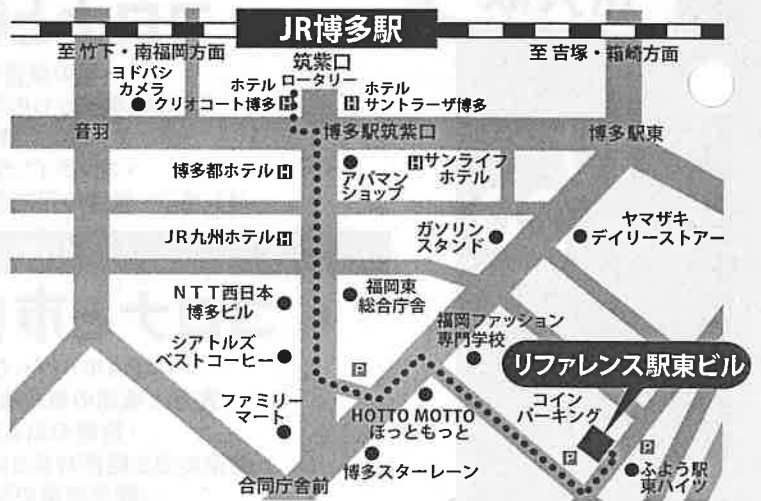 JR博多駅
至 竹下・南福岡方面
至 吉塚・箱崎方面
筑紫口
ロータリー
ヨドバシ
カメラ
ホテル
クリオコート博多 H
ホテル
H サントラーザ博多
音羽
博多駅筑紫口
博多駅東
博多都ホテル H
アパマン
ショップ
H サンライフ
ホテル
JR九州ホテル H
ガソリン
スタンド
ヤマザキ
デイリーストアー
NTT西日本
博多ビル
福岡東
総合庁舎
シアトルズ
ベストコーヒー
福岡ファッション
専門学校
P
リファレンス駅東ビル
ファミリー
マート
HOTTO MOTTO
ほっともっと
コイン
パーキング
P
P
合同庁舎前
博多スターレーン
ふよう駅
東ハイツ